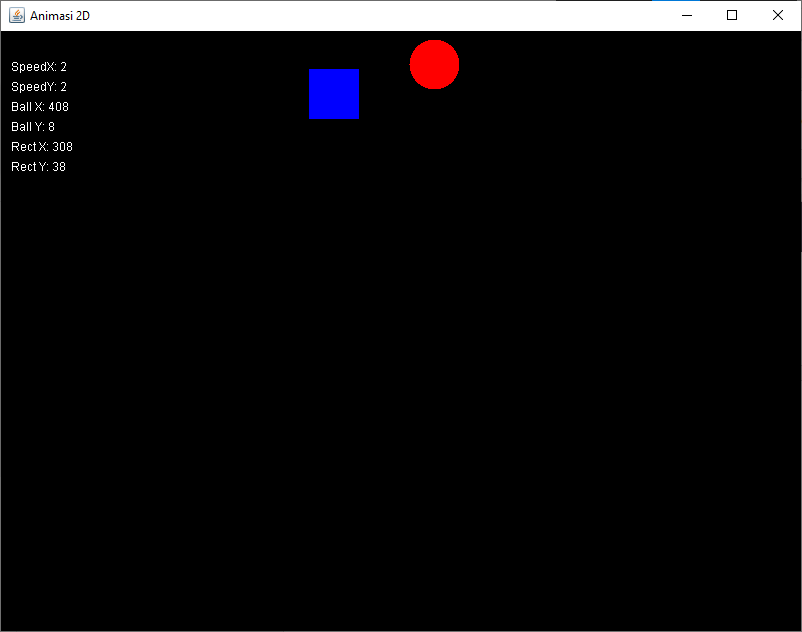 Animasi 2D
SpeedX: 2
SpeedY: 2
Ball X: 408
Ball Y: 8
Rect X: 308
Rect Y: 38